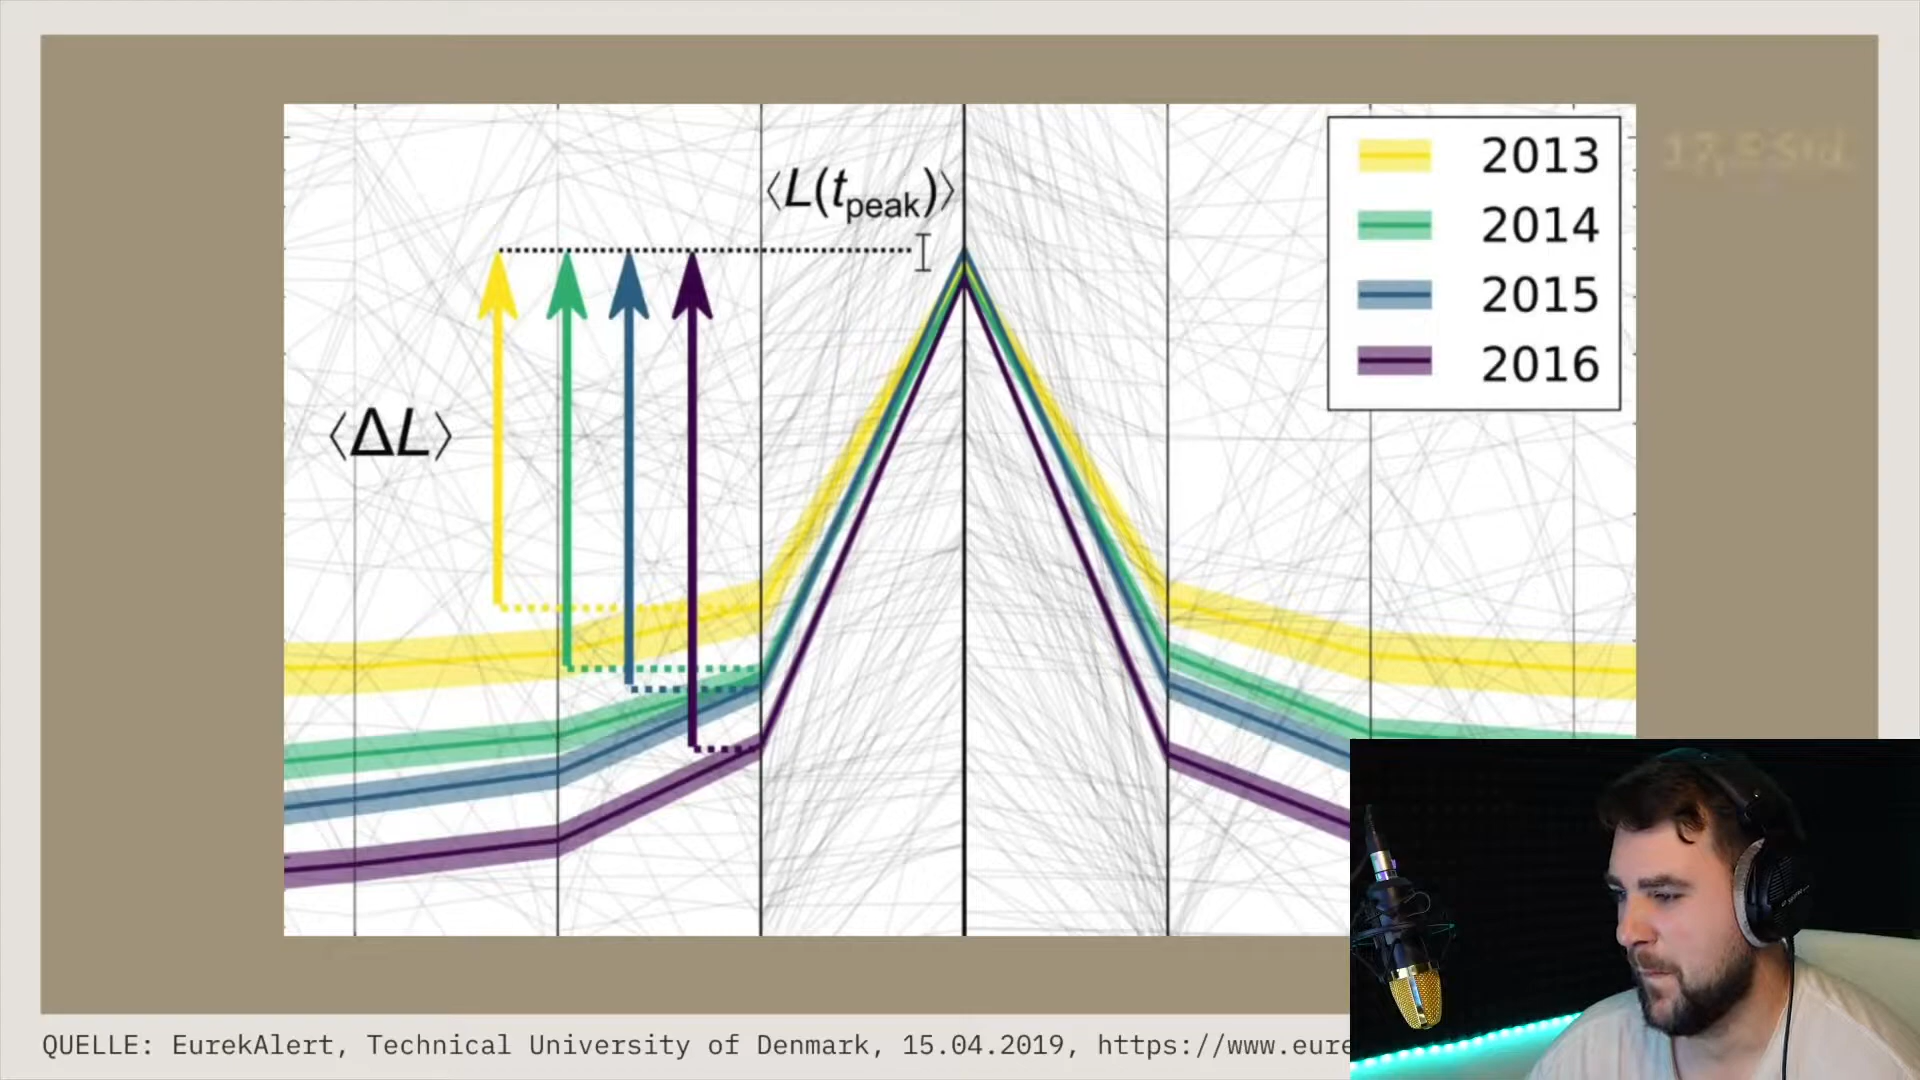 ⟨L(t_peak)⟩
⟨ΔL⟩
2013
2014
2015
2016
QUELLE: EurekAlert, Technical University of Denmark, 15.04.2019, https://www.eure